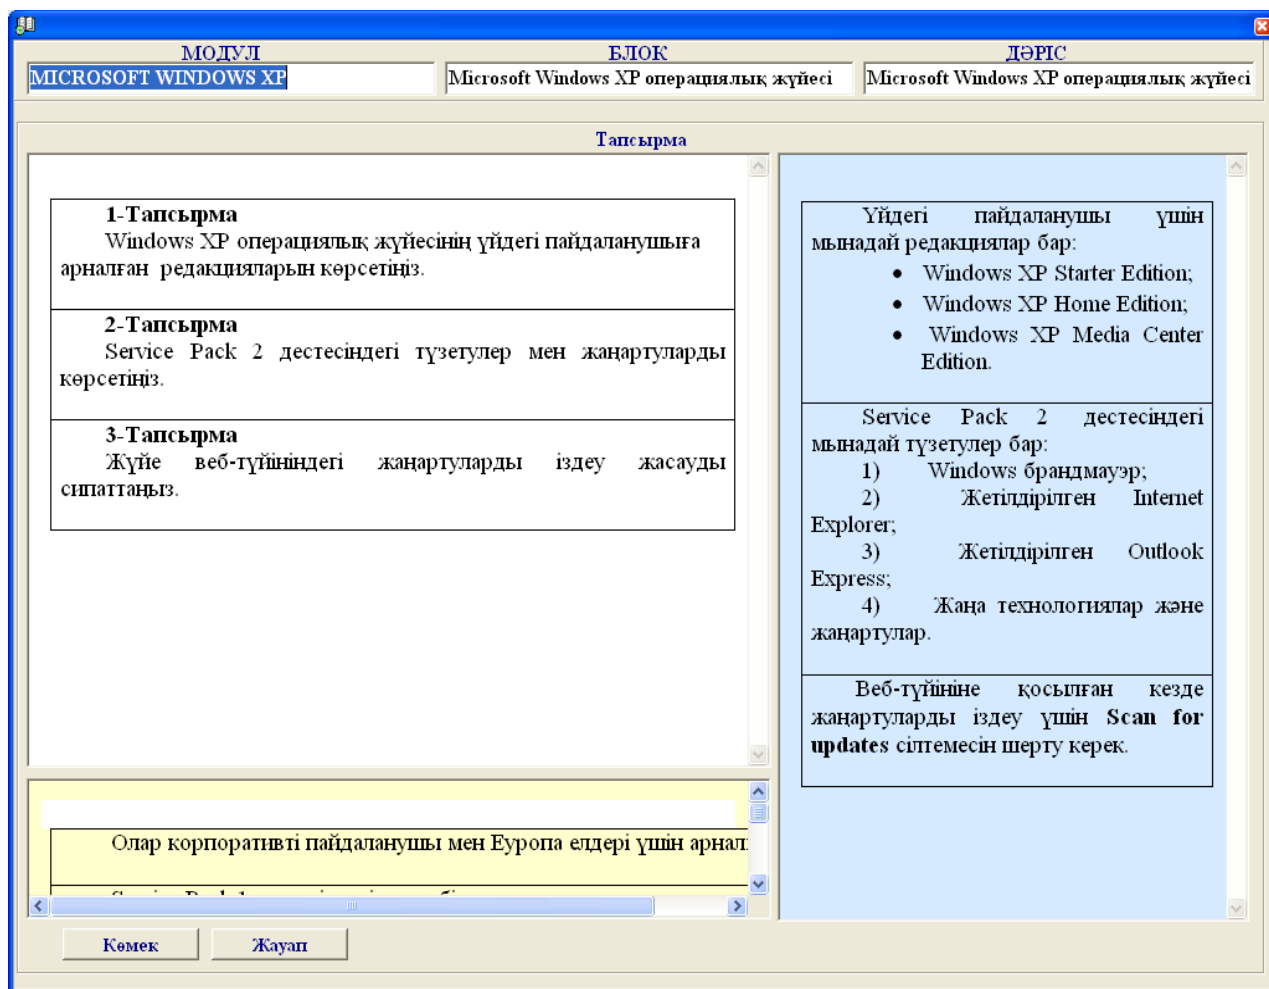 МОДУЛ
БЛОК
ДӘРІС
MICROSOFT WINDOWS XP
Microsoft Windows XP операциялық жүйесі
Microsoft Windows XP операциялық жүйесі
Тапсырма
1-Тапсырма
Windows XP операциялық жүйесінің үйдегі пайдаланушыға
арналған редакцияларын көрсетіңіз.
2-Тапсырма
Service Pack 2 дестесіндегі түзетулер мен жаңартуларды
көрсетіңіз.
3-Тапсырма
Жүйе веб-түйініндегі жаңартуларды іздеу жасауды
сипаттаңыз.
Үйдегі пайдаланушы үшін
мынадай редакциялар бар:
• Windows XP Starter Edition;
• Windows XP Home Edition;
• Windows XP Media Center
Edition.
Service Pack 2 дестесіндегі
мынадай түзетулер бар:
1) Windows брандмауэр;
2) Жетілдірілген Internet
Explorer;
3) Жетілдірілген Outlook
Express;
4) Жаңа технологиялар және
жаңартулар.
Веб-түйініне қосылған кезде
жаңартуларды іздеу үшін Scan for
updates сілтемесін шерту керек.
Олар корпоративті пайдаланушы мен Еуропа елдері үшін арнал
Көмек
Жауап